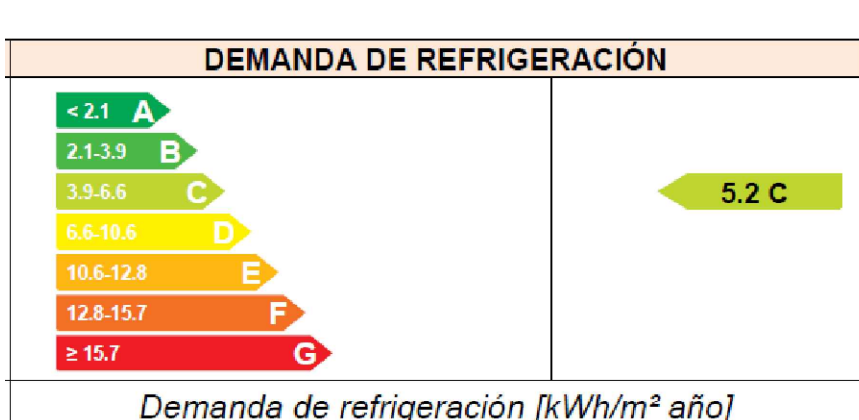 DEMANDA DE REFRIGERACIÓN
< 2.1 A
2.1-3.9 B
3.9-6.6 C
5.2 C
6.6-10.6 D
10.6-12.8 E
12.8-15.7 F
≥ 15.7 G
Demanda de refrigeración [kWh/m² año]